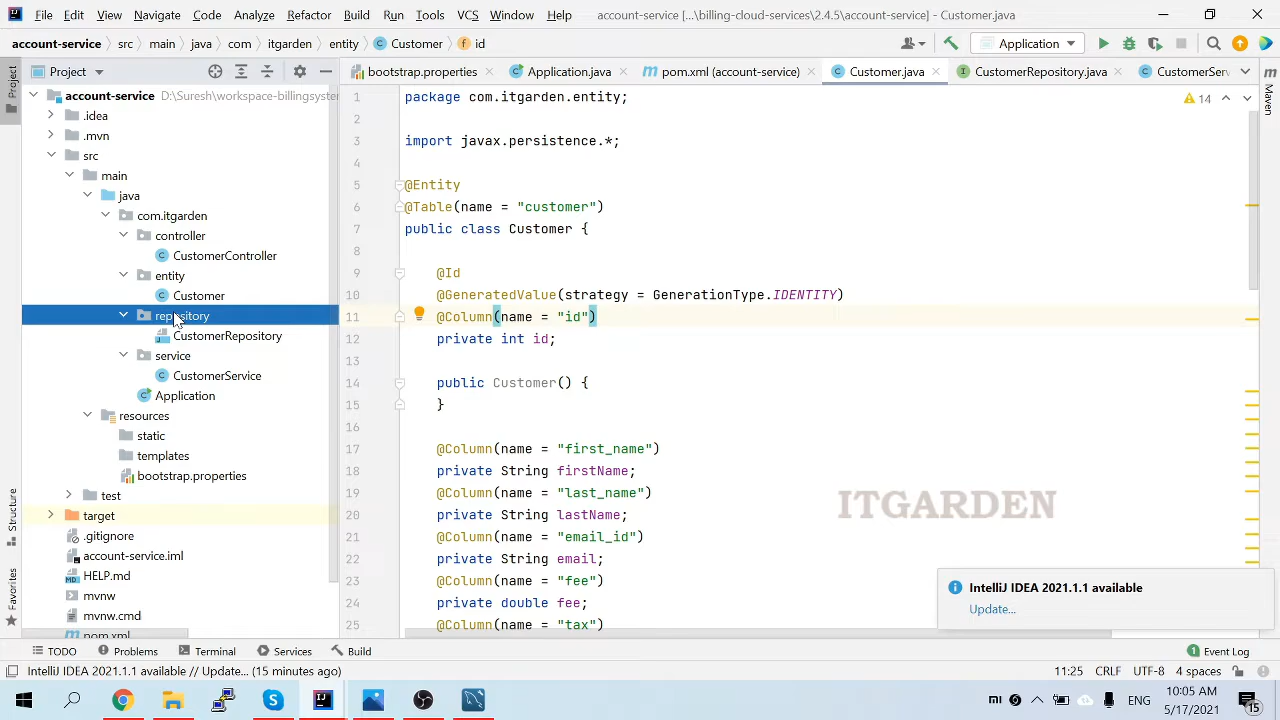 File Edit View Navigate Code Analyze Refactor Build Run Tools VCS Window Help account-service [...\billing-cloud-services\2.4.5\account-service] - Customer.java
account-service src main java com itgarden entity Customer id Application
Project
bootstrap.properties Application.java pom.xml (account-service) Customer.java CustomerRepository.java CustomerSer
Project
Maven
account-service D:\Suresh\workspace-billingsystem
.idea
.mvn
src
main
java
com.itgarden
controller
CustomerController
entity
Customer
repository
CustomerRepository
service
CustomerService
Application
resources
static
templates
bootstrap.properties
test
target
.gitignore
account-service.iml
HELP.md
mvnw
mvnw.cmd
pom.xml
Structure
Favorites
14
1 package com.itgarden.entity;
2
3 import javax.persistence.*;
4
5 @Entity
6 @Table(name = "customer")
7 public class Customer {
8
9 @Id
10 @GeneratedValue(strategy = GenerationType.IDENTITY)
11 @Column(name = "id")
12 private int id;
13
14 public Customer() {
15 }
16
17 @Column(name = "first_name")
18 private String firstName;
19 @Column(name = "last_name")
20 private String lastName;
21 @Column(name = "email_id")
22 private String email;
23 @Column(name = "fee")
24 private double fee;
25 @Column(name = "tax")
ITGARDEN
IntelliJ IDEA 2021.1.1 available
Update...
TODO Problems Terminal Services Build 1 Event Log
IntelliJ IDEA 2021.1.1 available // Update... (15 minutes ago) 11:25 CRLF UTF-8 4 spaces
ENG 10:05 AM
5/17/2021 15